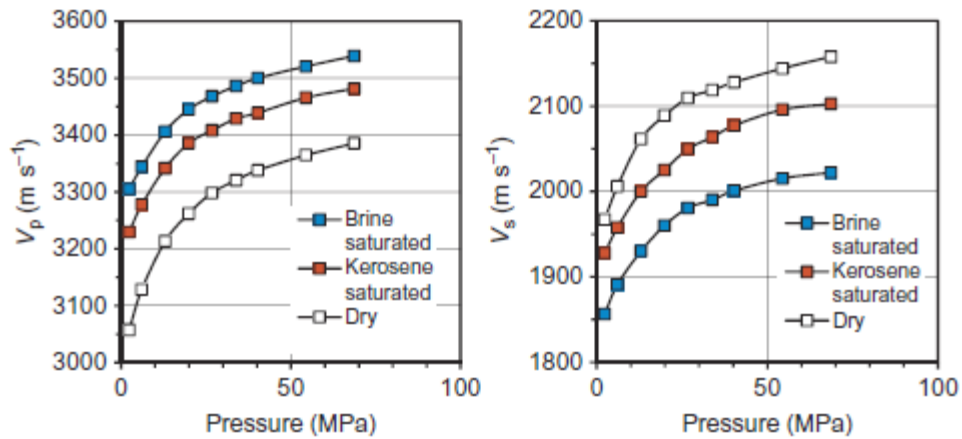 3600
3500
3400
3300
3200
3100
3000
Vp (m s⁻¹)
Brine
saturated
Kerosene
saturated
Dry
0
50
100
Pressure (MPa)
2200
2100
2000
1900
1800
Vs (m s⁻¹)
Brine
saturated
Kerosene
saturated
Dry
0
50
100
Pressure (MPa)